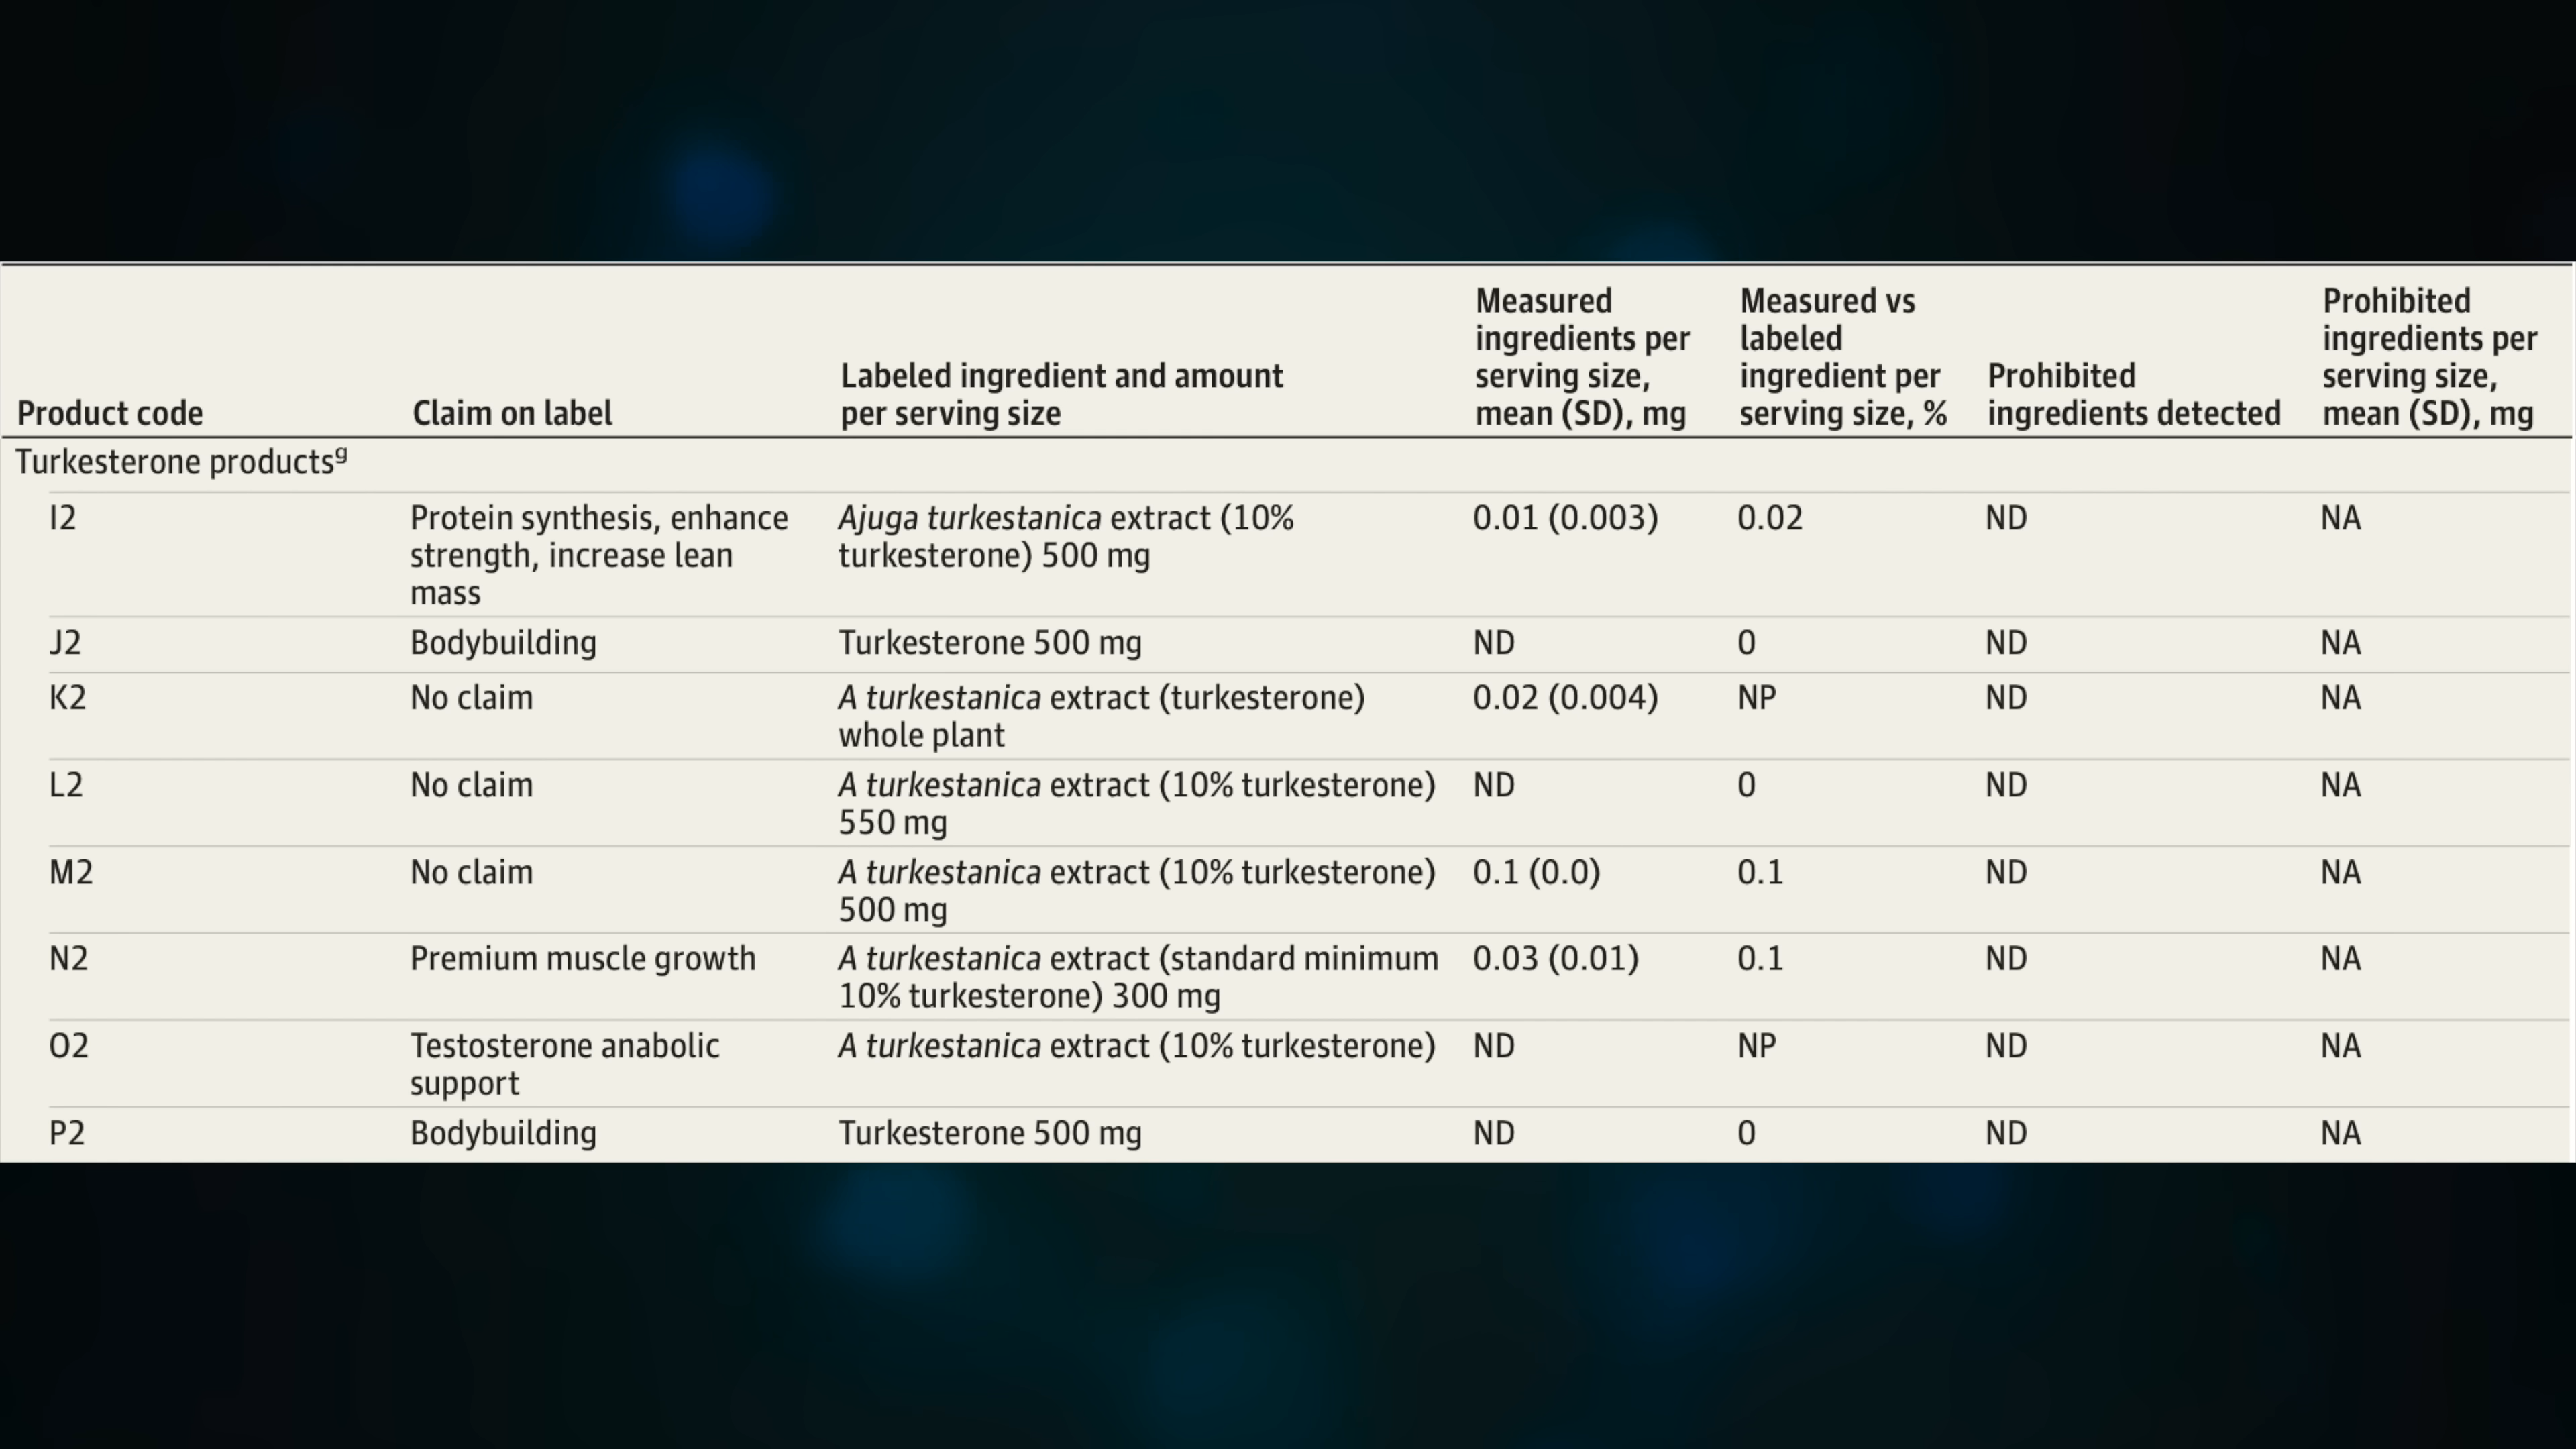 Product code	Claim on label	Labeled ingredient and amount per serving size	Measured ingredients per serving size, mean (SD), mg	Measured vs labeled ingredient per serving size, %	Prohibited ingredients detected	Prohibited ingredients per serving size, mean (SD), mg
Turkesterone productsᵍ
I2	Protein synthesis, enhance strength, increase lean mass	Ajuga turkestanica extract (10% turkesterone) 500 mg	0.01 (0.003)	0.02	ND	NA
J2	Bodybuilding	Turkesterone 500 mg	ND	0	ND	NA
K2	No claim	A turkestanica extract (turkesterone) whole plant	0.02 (0.004)	NP	ND	NA
L2	No claim	A turkestanica extract (10% turkesterone) 550 mg	ND	0	ND	NA
M2	No claim	A turkestanica extract (10% turkesterone) 500 mg	0.1 (0.0)	0.1	ND	NA
N2	Premium muscle growth	A turkestanica extract (standard minimum 10% turkesterone) 300 mg	0.03 (0.01)	0.1	ND	NA
O2	Testosterone anabolic support	A turkestanica extract (10% turkesterone)	ND	NP	ND	NA
P2	Bodybuilding	Turkesterone 500 mg	ND	0	ND	NA